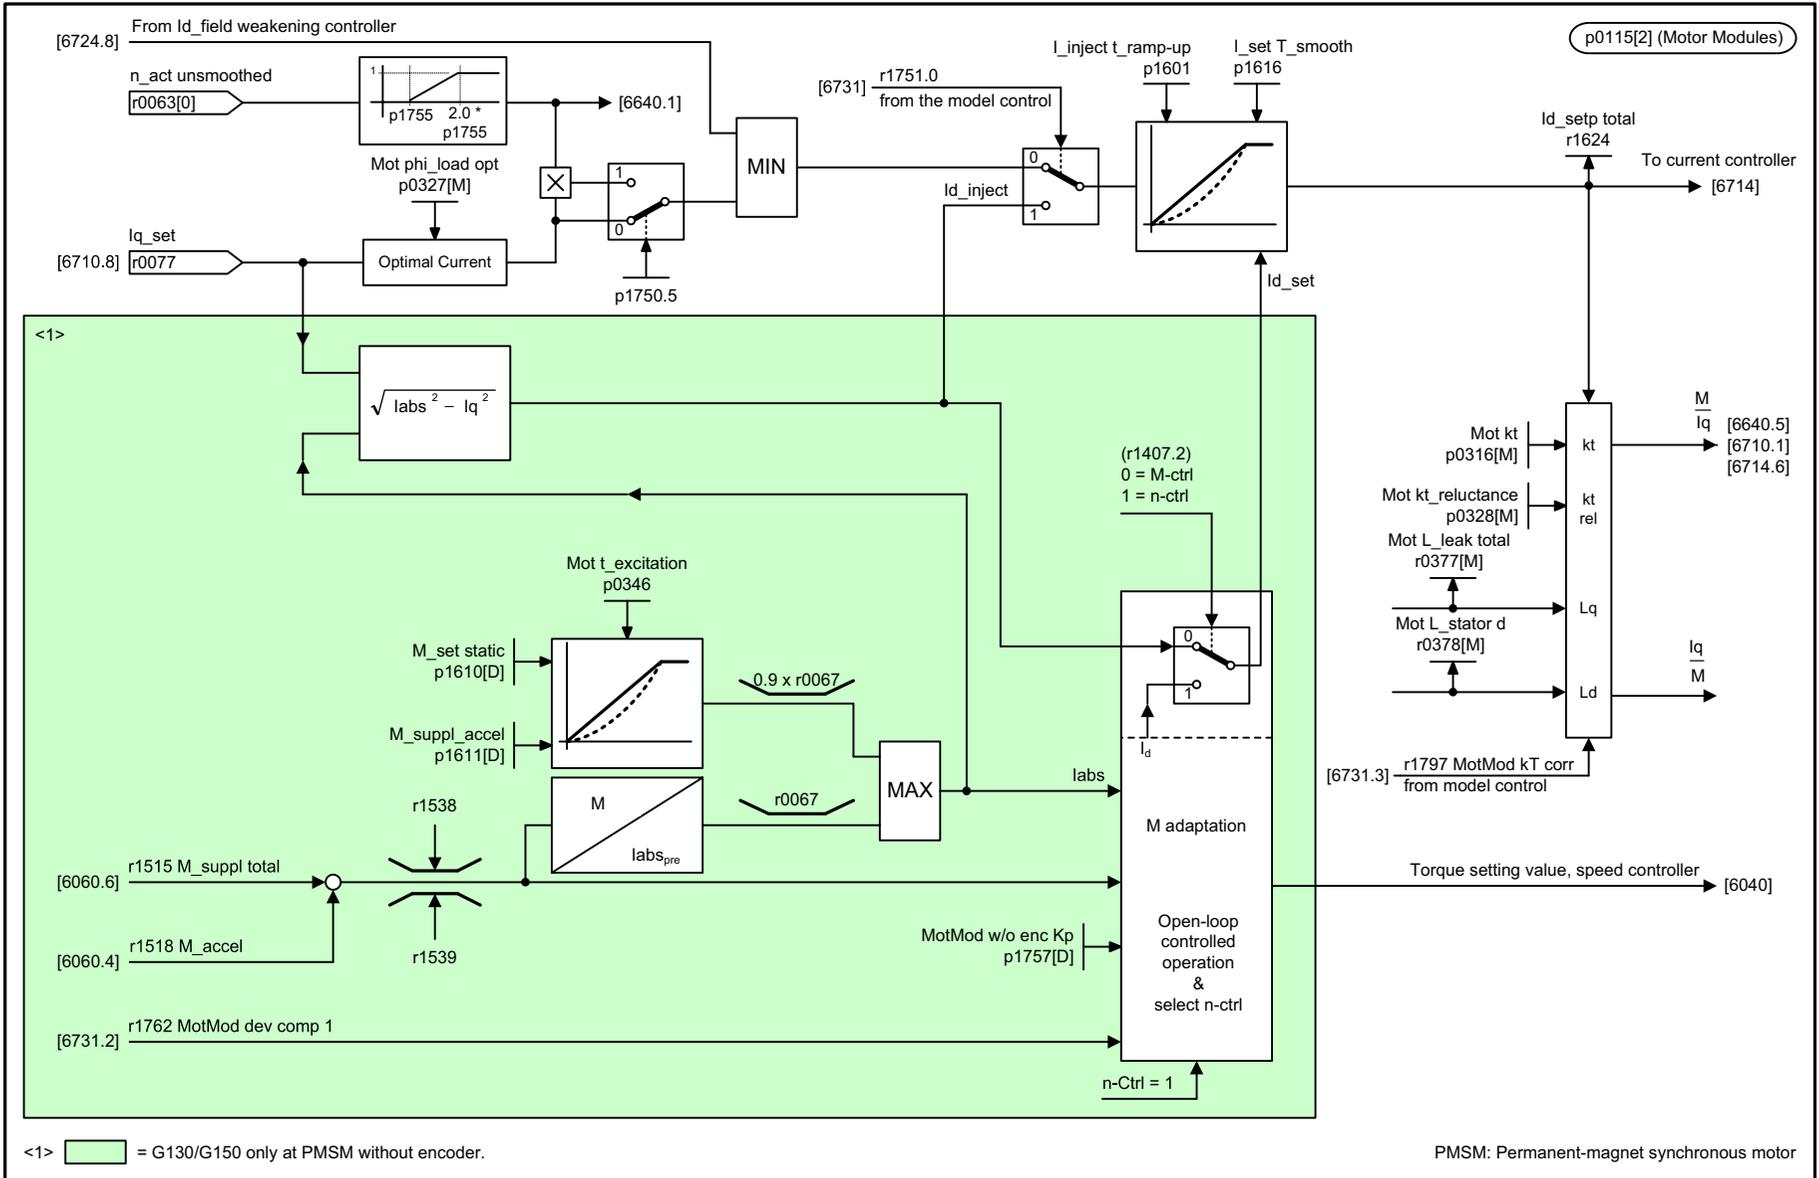 From Id_field weakening controller
[6724.8]
p0115[2] (Motor Modules)
n_act unsmoothed
r0063[0]
1
p1755
2.0 *
p1755
[6640.1]
[6731]
r1751.0
from the model control
I_inject t_ramp-up
p1601
I_set T_smooth
p1616
Id_setp total
r1624
To current controller
[6714]
Mot phi_load opt
p0327[M]
1
0
MIN
0
1
Id_inject
Iq_set
[6710.8]
r0077
Optimal Current
p1750.5
Id_set
<1>
√ Iabs 2 – Iq 2
(r1407.2)
0 = M-ctrl
1 = n-ctrl
M
Iq
[6640.5]
[6710.1]
[6714.6]
Mot kt
p0316[M]
kt
Mot kt_reluctance
p0328[M]
kt
rel
Mot L_leak total
r0377[M]
Lq
Mot L_stator d
r0378[M]
Ld
Iq
M
[6731.3]
r1797 MotMod kT corr
from model control
Mot t_excitation
p0346
M_set static
p1610[D]
M_suppl_accel
p1611[D]
0.9 x r0067
0
1
Id
r0067
MAX
Iabs
M
Iabspre
M adaptation
r1538
r1515 M_suppl total
[6060.6]
r1518 M_accel
[6060.4]
r1539
Torque setting value, speed controller
[6040]
MotMod w/o enc Kp
p1757[D]
Open-loop
controlled
operation
&
select n-ctrl
r1762 MotMod dev comp 1
[6731.2]
n-Ctrl = 1
<1>
= G130/G150 only at PMSM without encoder.
PMSM: Permanent-magnet synchronous motor